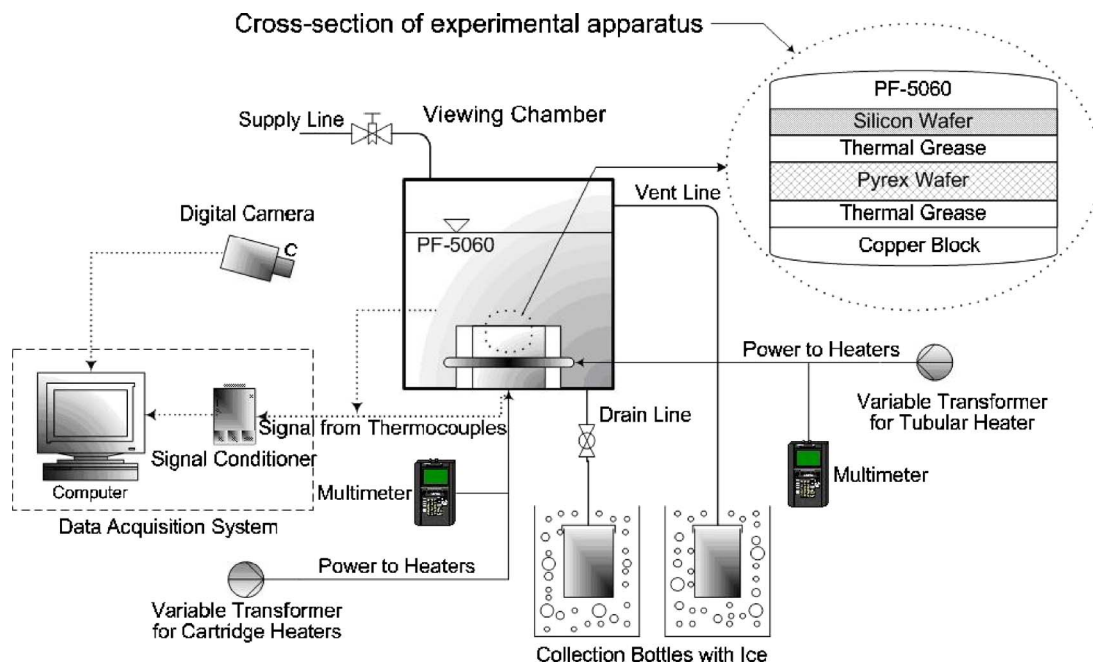 Cross-section of experimental apparatus
PF-5060
Silicon Wafer
Thermal Grease
Pyrex Wafer
Thermal Grease
Copper Block
Supply Line
Viewing Chamber
Vent Line
Digital Camera
C
PF-5060
Power to Heaters
Variable Transformer
for Tubular Heater
Drain Line
Signal from Thermocouples
Signal Conditioner
Computer
Data Acquisition System
Multimeter
Multimeter
Power to Heaters
Variable Transformer
for Cartridge Heaters
Collection Bottles with Ice